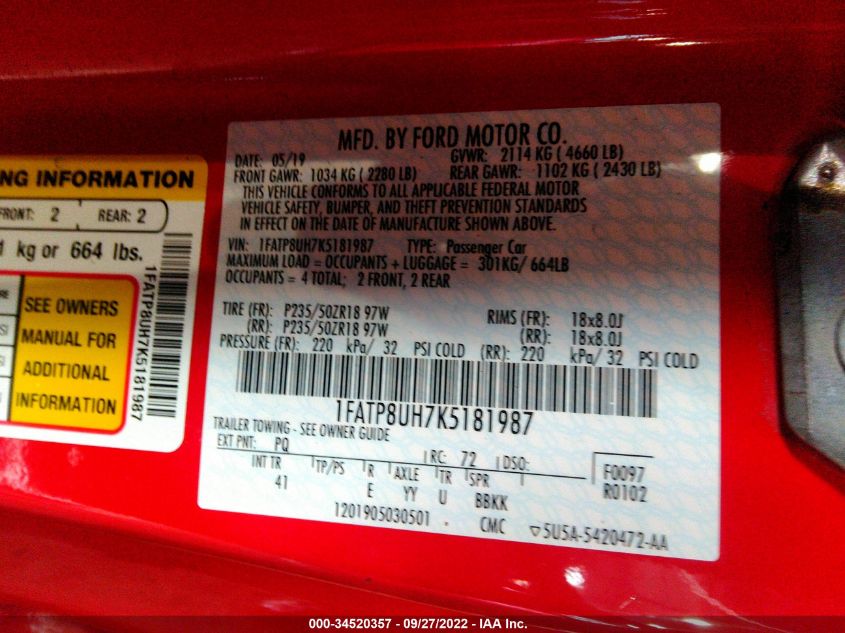 NG INFORMATION
FRONT: 2 REAR: 2
kg or 664 lbs.
SEE OWNERS
MANUAL FOR
ADDITIONAL
INFORMATION
1FATP8UH7K5181987
MFD. BY FORD MOTOR CO.
DATE: 05/19 GVWR: 2114 KG ( 4660 LB)
FRONT GAWR: 1034 KG ( 2280 LB) REAR GAWR: 1102 KG ( 2430 LB)
THIS VEHICLE CONFORMS TO ALL APPLICABLE FEDERAL MOTOR
VEHICLE SAFETY, BUMPER, AND THEFT PREVENTION STANDARDS
IN EFFECT ON THE DATE OF MANUFACTURE SHOWN ABOVE.
VIN: 1FATP8UH7K5181987 TYPE: Passenger Car
MAXIMUM LOAD = OCCUPANTS + LUGGAGE = 301KG/ 664LB
OCCUPANTS = 4 TOTAL; 2 FRONT, 2 REAR
TIRE (FR): P235/50ZR18 97W RIMS (FR): 18x8.0J
(RR): P235/50ZR18 97W (RR): 18x8.0J
PRESSURE (FR): 220 kPa/ 32 PSI COLD (RR): 220 kPa/ 32 PSI COLD
1FATP8UH7K5181987
TRAILER TOWING - SEE OWNER GUIDE
EXT PNT: PQ RC: 72 DSO: F0097
INT TR TP/PS R AXLE TR SPR R0102
41 E YY U BBKK
1201905030501 CMC 5U5A-5420472-AA
000-34520357 - 09/27/2022 - IAA Inc.